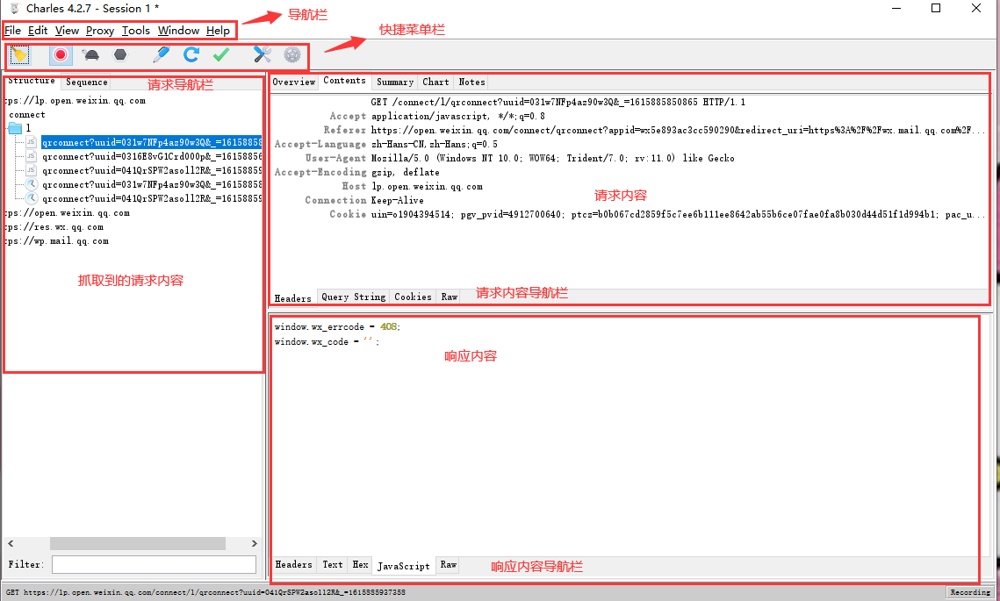 Charles 4.2.7 - Session 1 *
导航栏
File Edit View Proxy Tools Window Help
快捷菜单栏
Structure Sequence
请求导航栏
Overview Contents Summary Chart Notes
ps://lp.open.weixin.qq.com
connect
1
JS qrconnect?uuid=031w7NFp4az90w3Q&_=16158858
JS qrconnect?uuid=0316E8vG1Crd000p&_=16158856
JS qrconnect?uuid=041QrSPW2asoll2R&_=16158859
qrconnect?uuid=031w7NFp4az90w3Q&_=16158858
qrconnect?uuid=041QrSPW2asoll2R&_=16158859
ps://open.weixin.qq.com
ps://res.wx.qq.com
ps://wp.mail.qq.com
抓取到的请求内容
GET /connect/l/qrconnect?uuid=031w7NFp4az90w3Q&_=1615885850865 HTTP/1.1
Accept application/javascript, */*;q=0.8
Referer https://open.weixin.qq.com/connect/qrconnect?appid=wx5e893ac3cc590290&redirect_uri=https%3A%2F%2Fwx.mail.qq.com%2F...
Accept-Language zh-Hans-CN,zh-Hans;q=0.5
User-Agent Mozilla/5.0 (Windows NT 10.0; WOW64; Trident/7.0; rv:11.0) like Gecko
Accept-Encoding gzip, deflate
Host lp.open.weixin.qq.com
Connection Keep-Alive
Cookie uin=o1904394514; pgv_pvid=4912700640; ptcz=b0b067cd2859f5c7ee6b111ee8642ab55b6ce07fae0fa8b030d44d51f1d994b1; pac_u...
请求内容
Headers Query String Cookies Raw
请求内容导航栏
window.wx_errcode = 408;
window.wx_code = '';
响应内容
Filter:
Headers Text Hex JavaScript Raw
响应内容导航栏
GET https://lp.open.weixin.qq.com/connect/l/qrconnect?uuid=041QrSPW2asoll2R&_=1615885937358
Recording